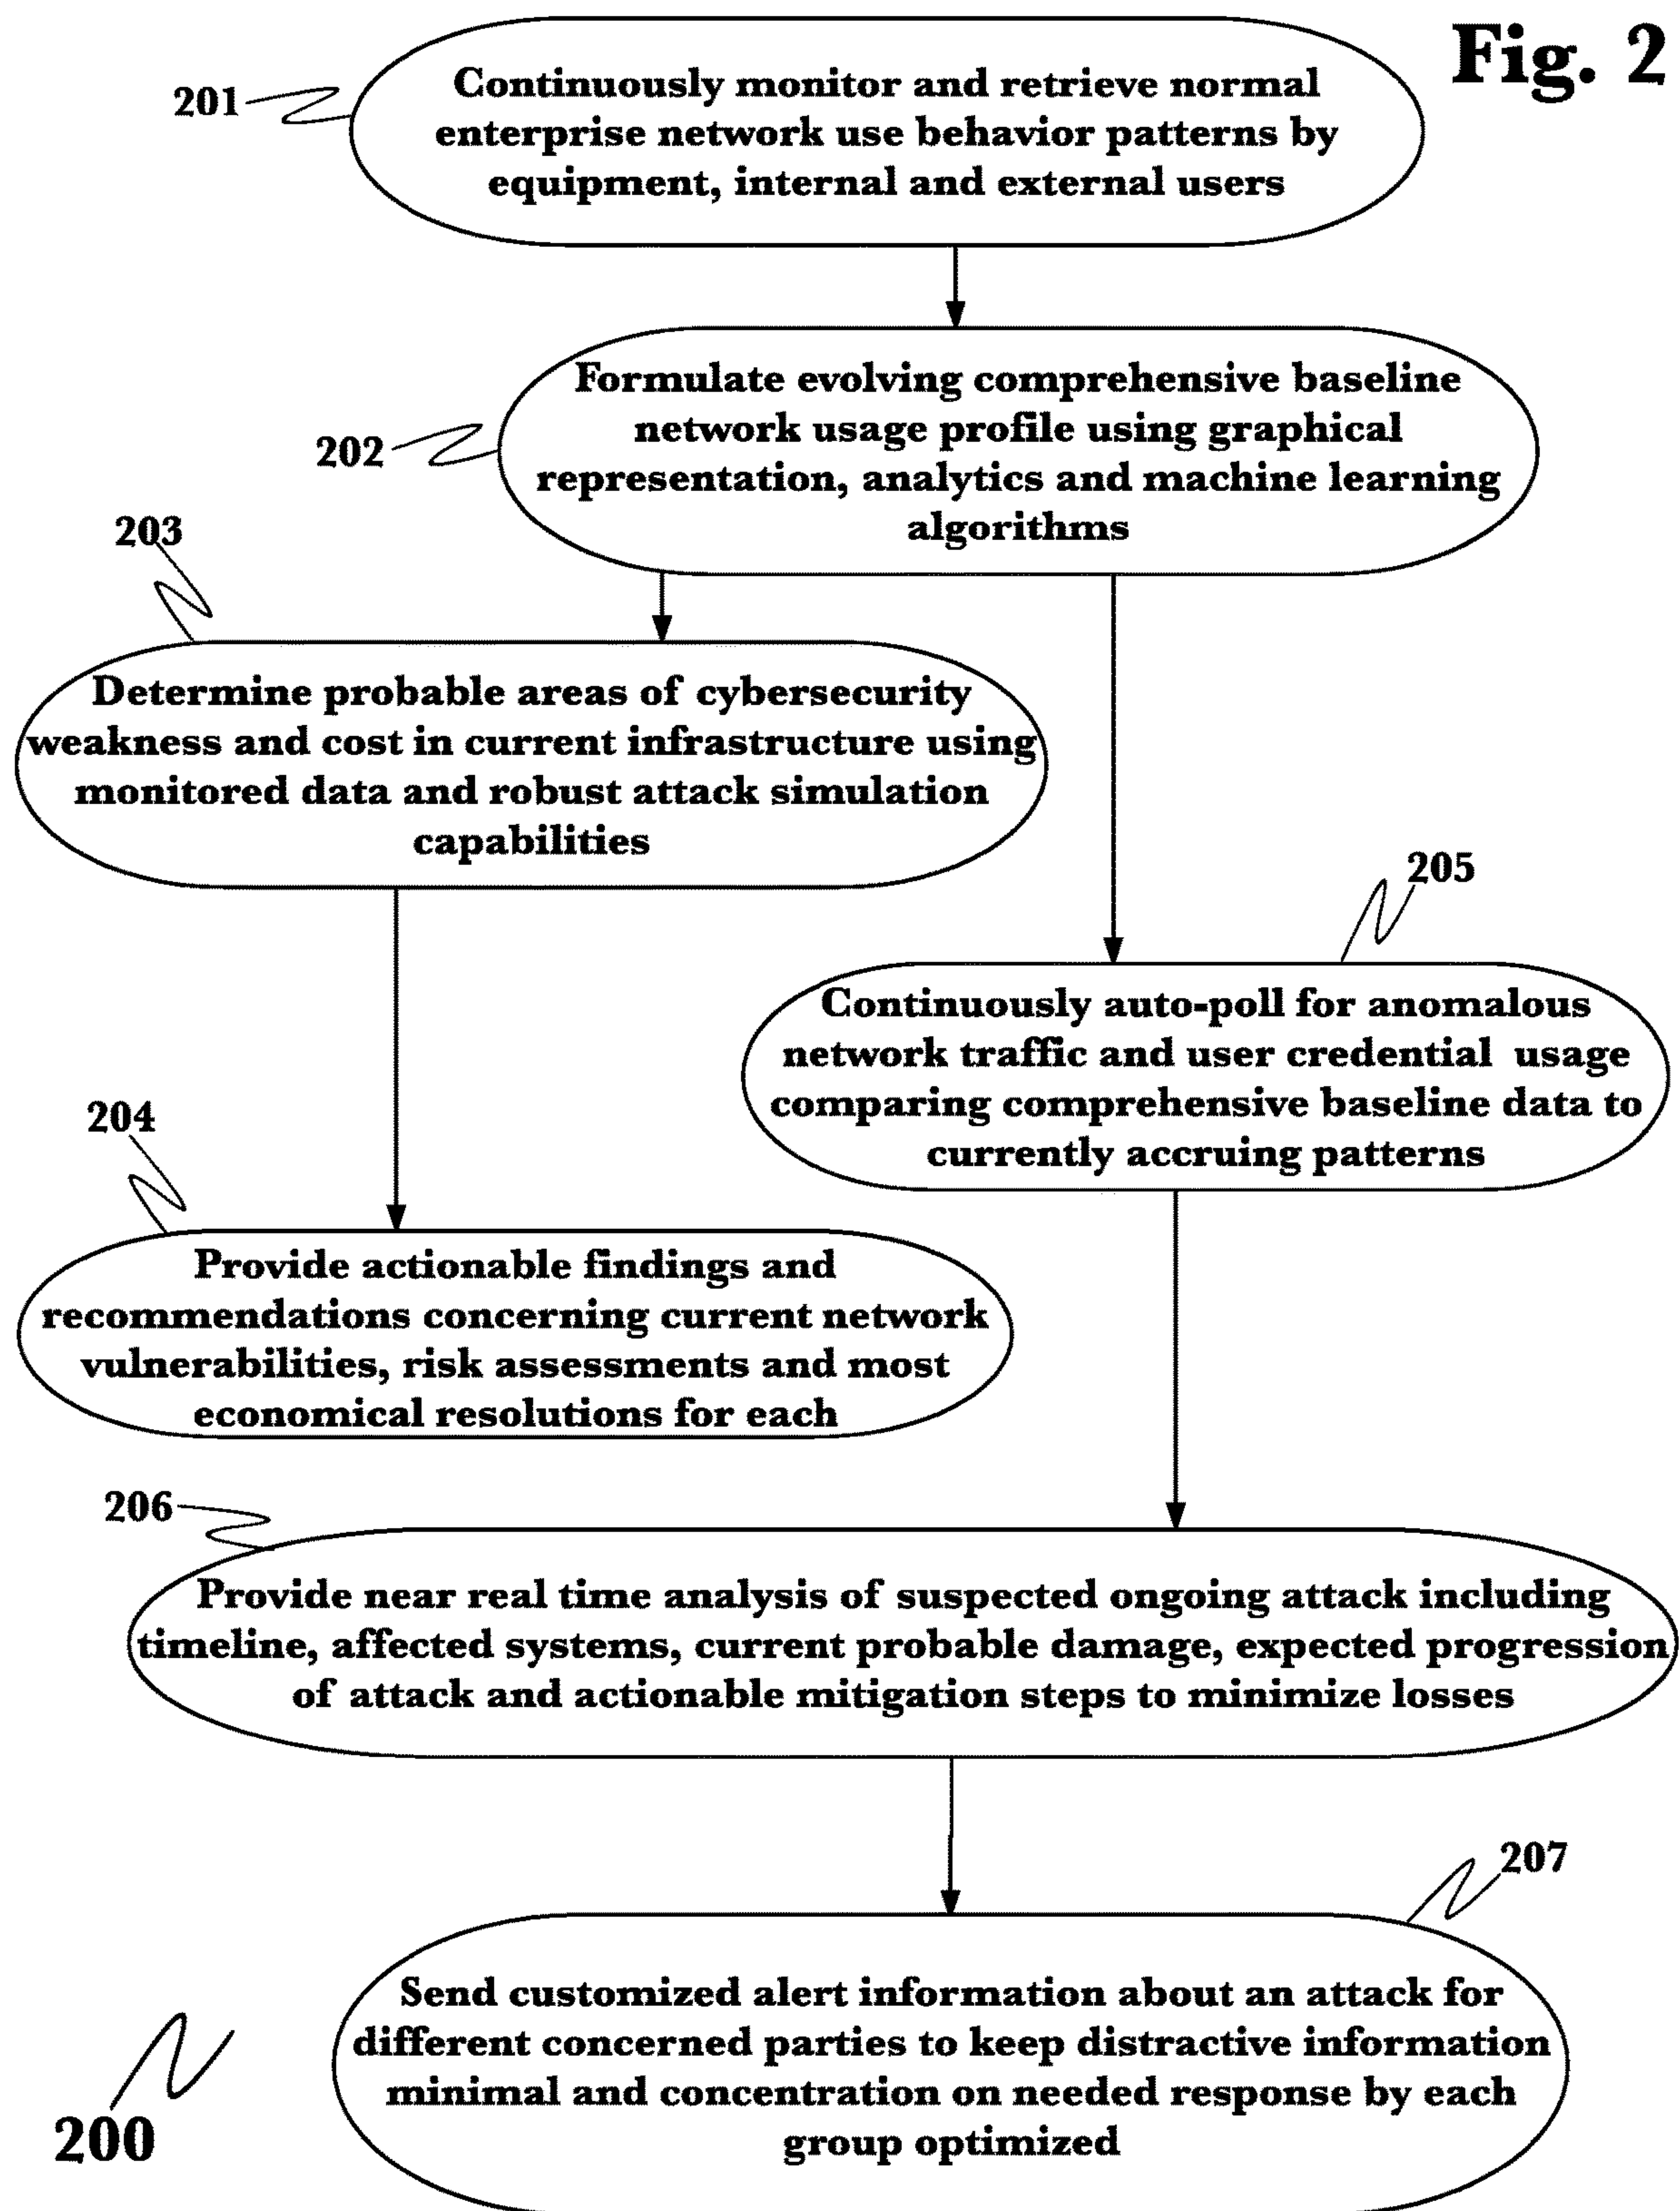 Fig. 2
201
Continuously monitor and retrieve normal
enterprise network use behavior patterns by
equipment, internal and external users
202
Formulate evolving comprehensive baseline
network usage profile using graphical
representation, analytics and machine learning
algorithms
203
Determine probable areas of cybersecurity
weakness and cost in current infrastructure using
monitored data and robust attack simulation
capabilities
205
Continuously auto-poll for anomalous
network traffic and user credential usage
comparing comprehensive baseline data to
currently accruing patterns
204
Provide actionable findings and
recommendations concerning current network
vulnerabilities, risk assessments and most
economical resolutions for each
206
Provide near real time analysis of suspected ongoing attack including
timeline, affected systems, current probable damage, expected progression
of attack and actionable mitigation steps to minimize losses
207
Send customized alert information about an attack for
different concerned parties to keep distractive information
minimal and concentration on needed response by each
group optimized
200